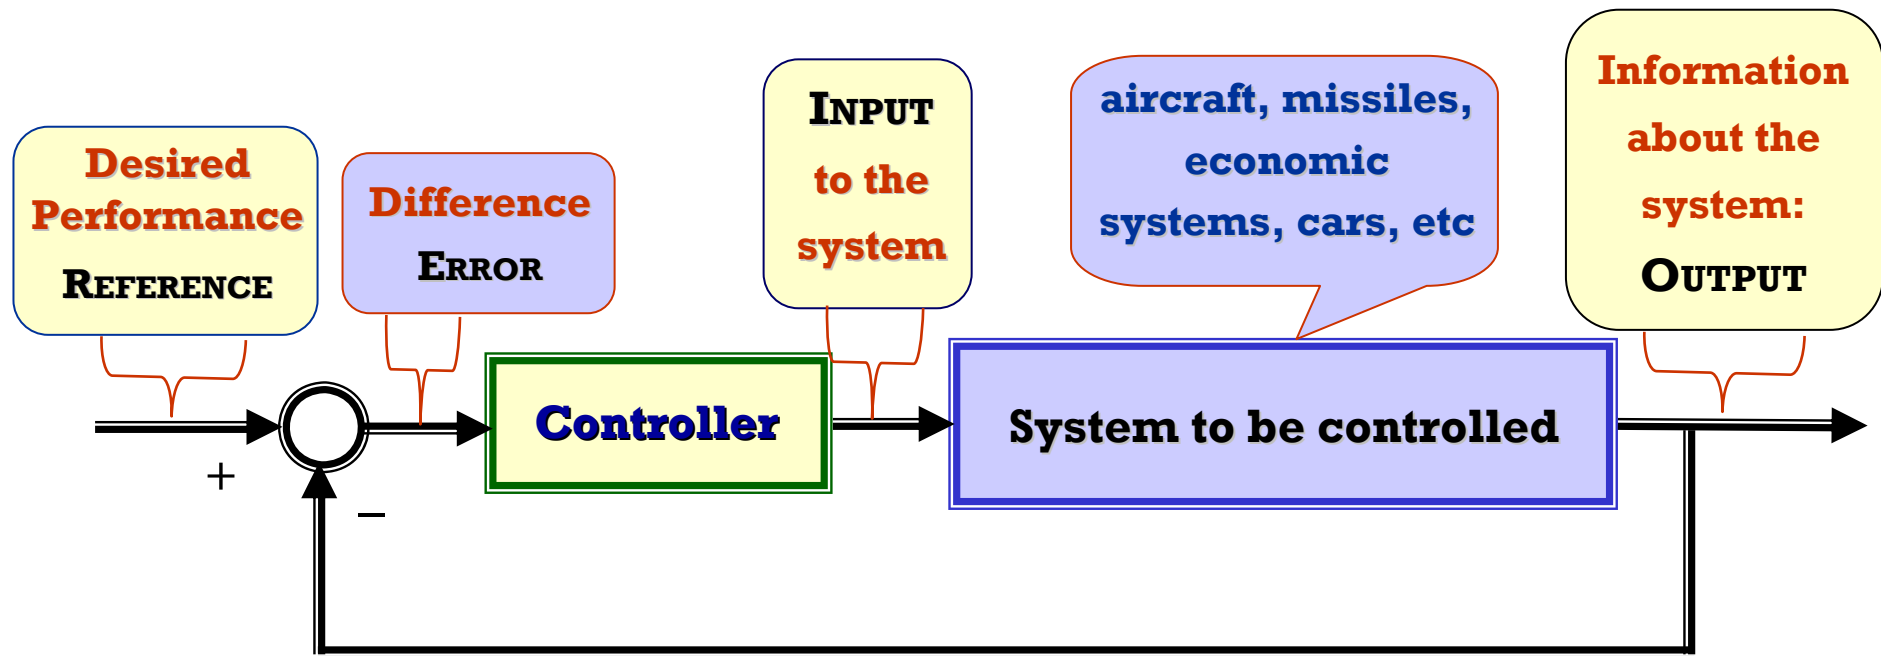 Desired
Performance
REFERENCE
Difference
ERROR
INPUT
to the
system
aircraft, missiles,
economic
systems, cars, etc
Information
about the
system:
OUTPUT
Controller
System to be controlled
+
−